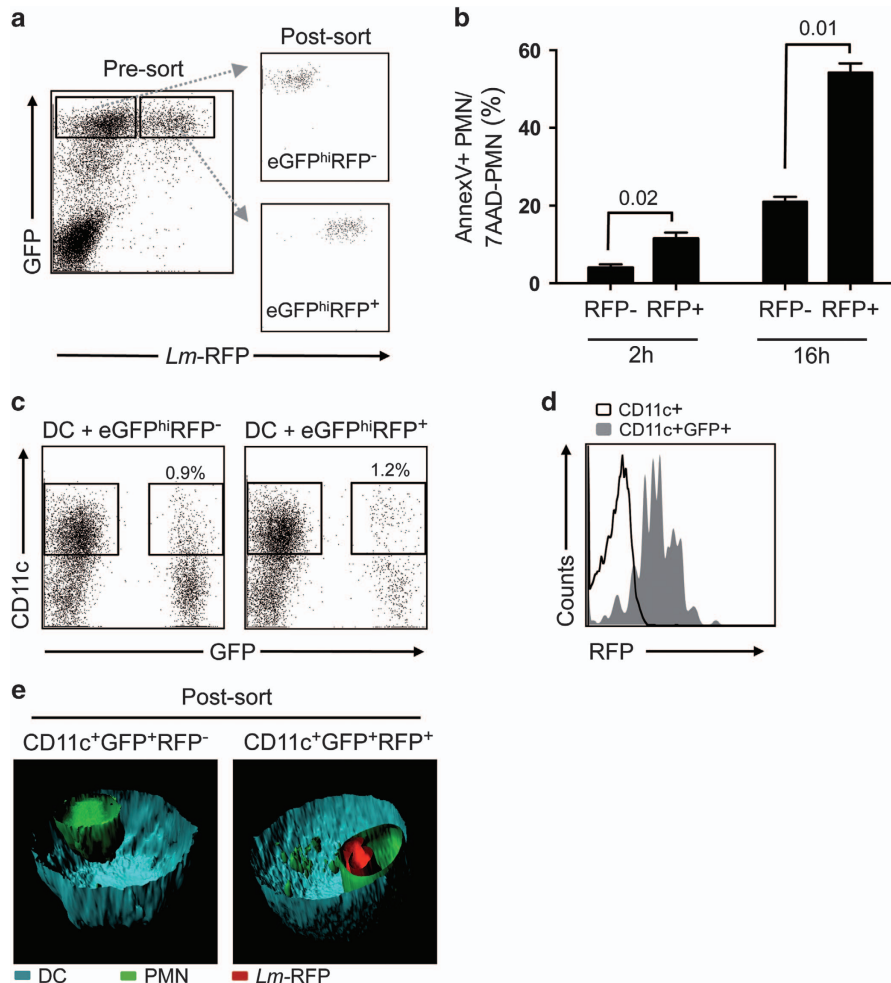 a
Pre-sort
Post-sort
GFP
eGFPhiRFP-
eGFPhiRFP+
Lm-RFP
b
AnnexV+ PMN/
7AAD-PMN (%)
60
40
20
0
0.02
0.01
RFP- RFP+ RFP- RFP+
2h 16h
c
DC + eGFPhiRFP- DC + eGFPhiRFP+
0.9% 1.2%
CD11c
GFP
d
CD11c+
CD11c+GFP+
Counts
RFP
e
Post-sort
CD11c+GFP+RFP- CD11c+GFP+RFP+
DC PMN Lm-RFP